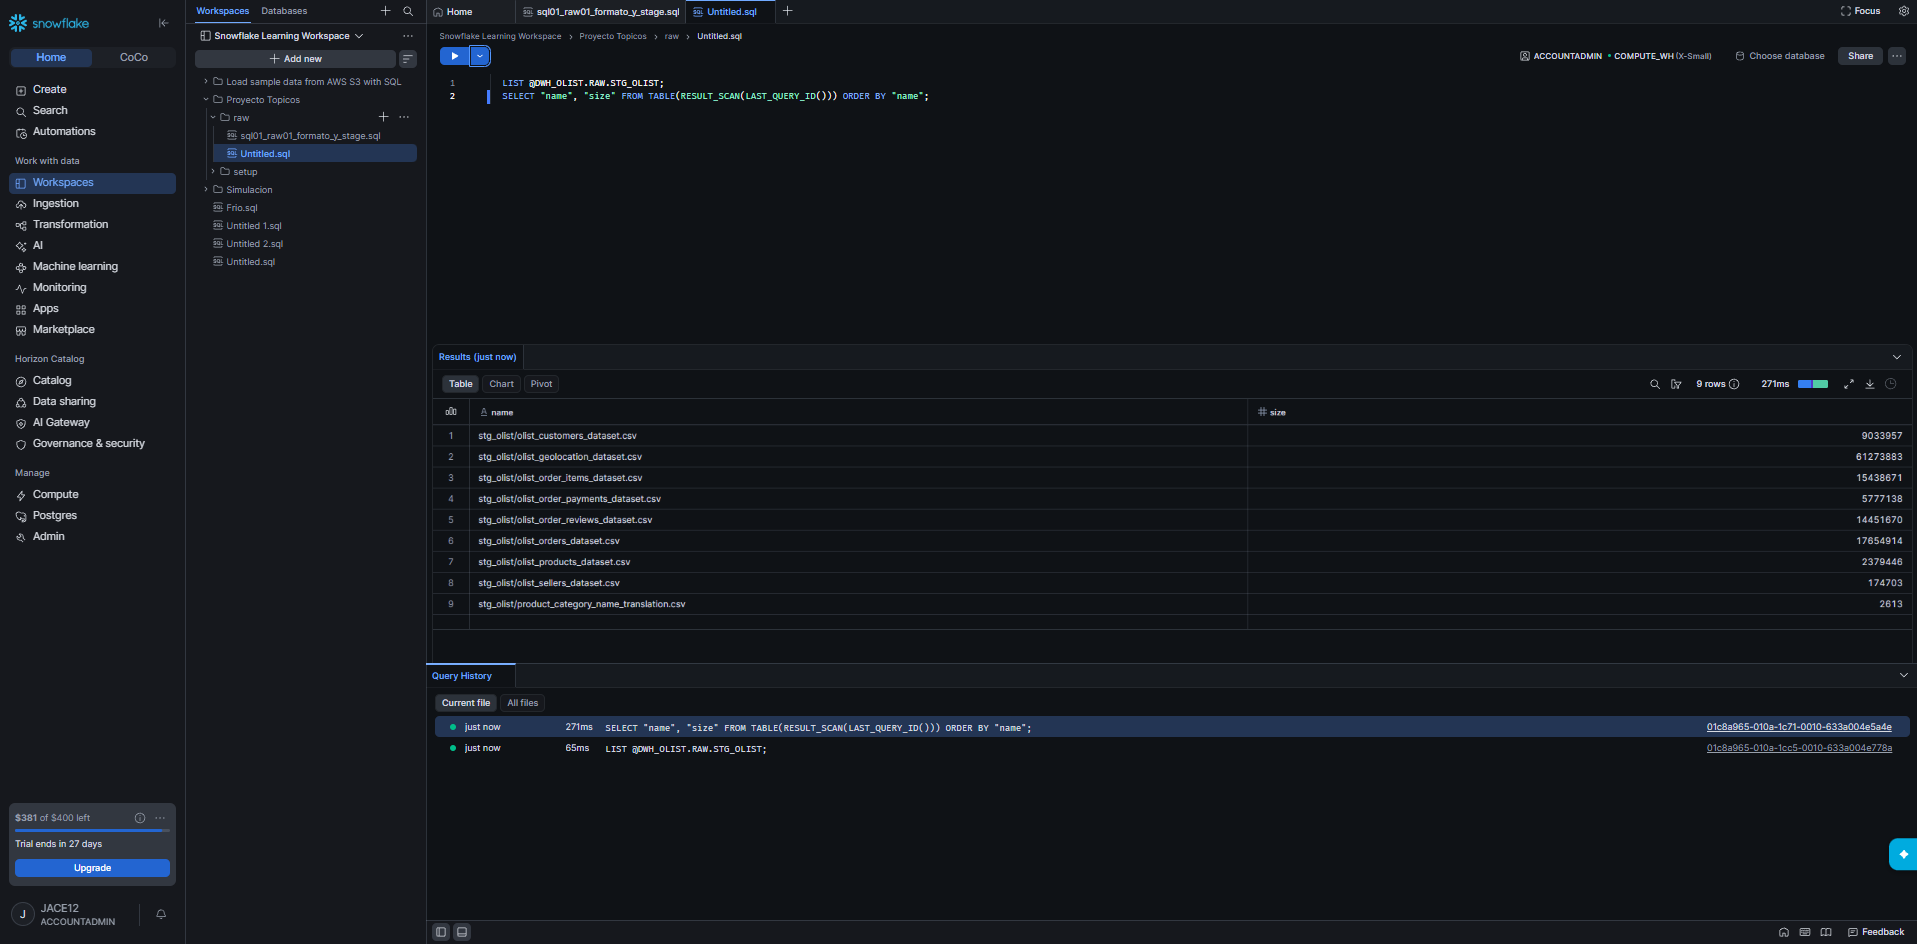 snowflake
Home
CoCo
Create
Search
Automations
Work with data
Workspaces
Ingestion
Transformation
AI
Machine learning
Monitoring
Apps
Marketplace
Horizon Catalog
Catalog
Data sharing
AI Gateway
Governance & security
Manage
Compute
Postgres
Admin
$381 of $400 left
Trial ends in 27 days
Upgrade
J
JACE12
ACCOUNTADMIN
Workspaces
Databases
Snowflake Learning Workspace
Add new
Load sample data from AWS S3 with SQL
Proyecto Topicos
raw
sql01_raw01_formato_y_stage.sql
Untitled.sql
setup
Simulacion
Frio.sql
Untitled 1.sql
Untitled 2.sql
Untitled.sql
Home
sql01_raw01_formato_y_stage.sql
Untitled.sql
Focus
Snowflake Learning Workspace › Proyecto Topicos › raw › Untitled.sql
ACCOUNTADMIN • COMPUTE_WH (X-Small)
Choose database
Share
1 LIST @DWH_OLIST.RAW.STG_OLIST;
2 SELECT "name", "size" FROM TABLE(RESULT_SCAN(LAST_QUERY_ID())) ORDER BY "name";
Results (just now)
Table
Chart
Pivot
9 rows
271ms
A name # size
1 stg_olist/olist_customers_dataset.csv 9033957
2 stg_olist/olist_geolocation_dataset.csv 61273883
3 stg_olist/olist_order_items_dataset.csv 15438671
4 stg_olist/olist_order_payments_dataset.csv 5777138
5 stg_olist/olist_order_reviews_dataset.csv 14451670
6 stg_olist/olist_orders_dataset.csv 17654914
7 stg_olist/olist_products_dataset.csv 2379446
8 stg_olist/olist_sellers_dataset.csv 174703
9 stg_olist/product_category_name_translation.csv 2613
Query History
Current file
All files
just now 271ms SELECT "name", "size" FROM TABLE(RESULT_SCAN(LAST_QUERY_ID())) ORDER BY "name"; 01c8a965-010a-1c71-0010-633a004e5a4e
just now 65ms LIST @DWH_OLIST.RAW.STG_OLIST; 01c8a965-010a-1cc5-0010-633a004e778a
Feedback